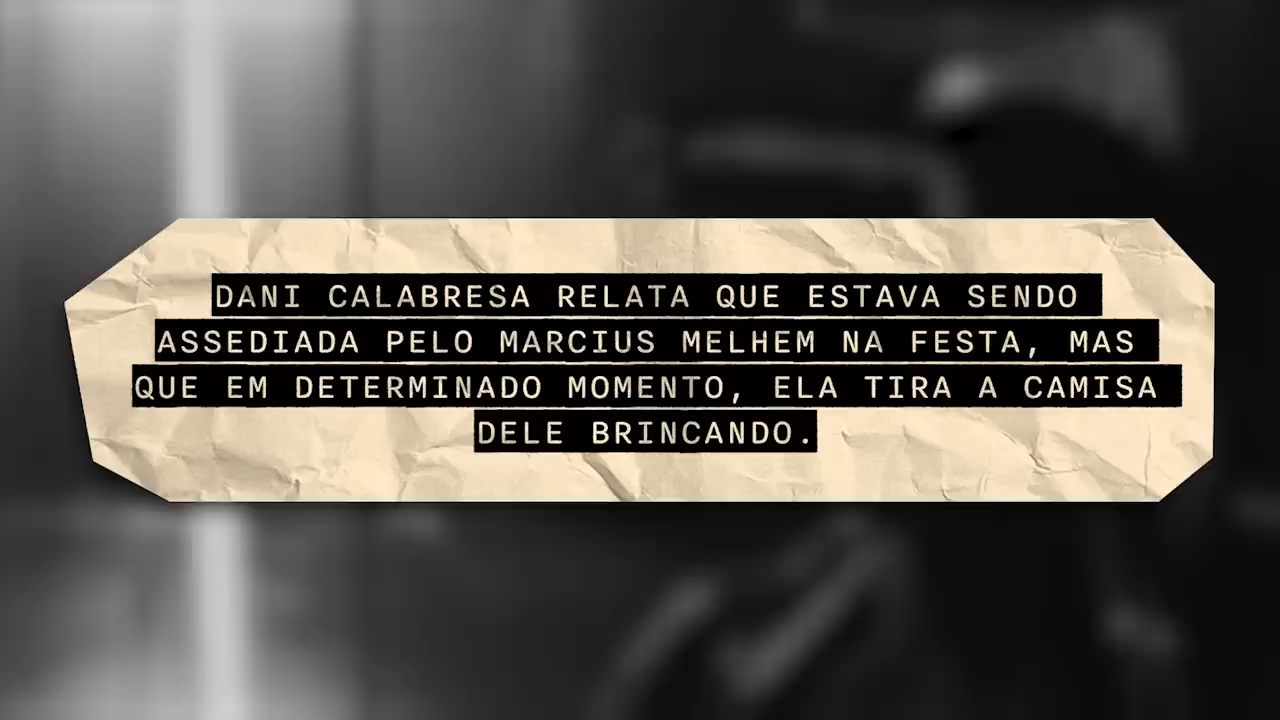 DANI CALABRESA RELATA QUE ESTAVA SENDO
ASSEDIADA PELO MARCIUS MELHEM NA FESTA, MAS
QUE EM DETERMINADO MOMENTO, ELA TIRA A CAMISA
DELE BRINCANDO.